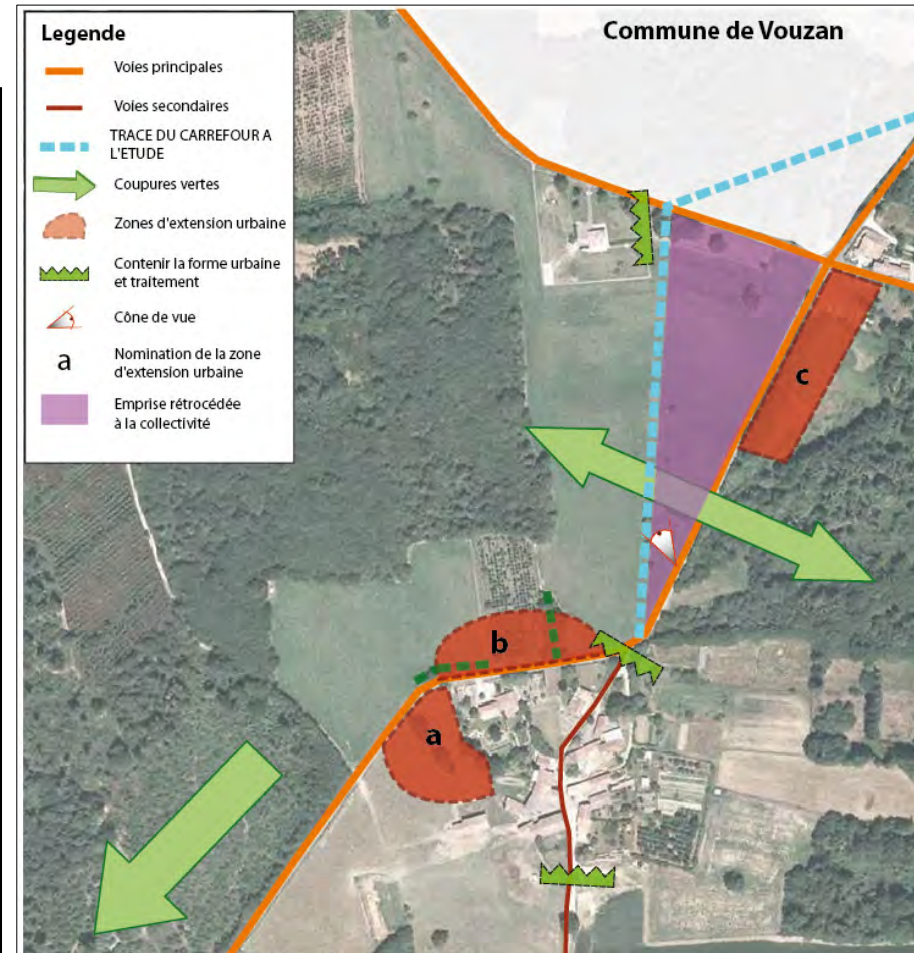 Commune de Vouzan
Legende
Voies principales
Voies secondaires
TRACE DU CARREFOUR A
L'ETUDE
Coupures vertes
Zones d'extension urbaine
Contenir la forme urbaine
et traitement
Cône de vue
a
Nomination de la zone
d'extension urbaine
Emprise rétrocédée
à la collectivité
c
b
a